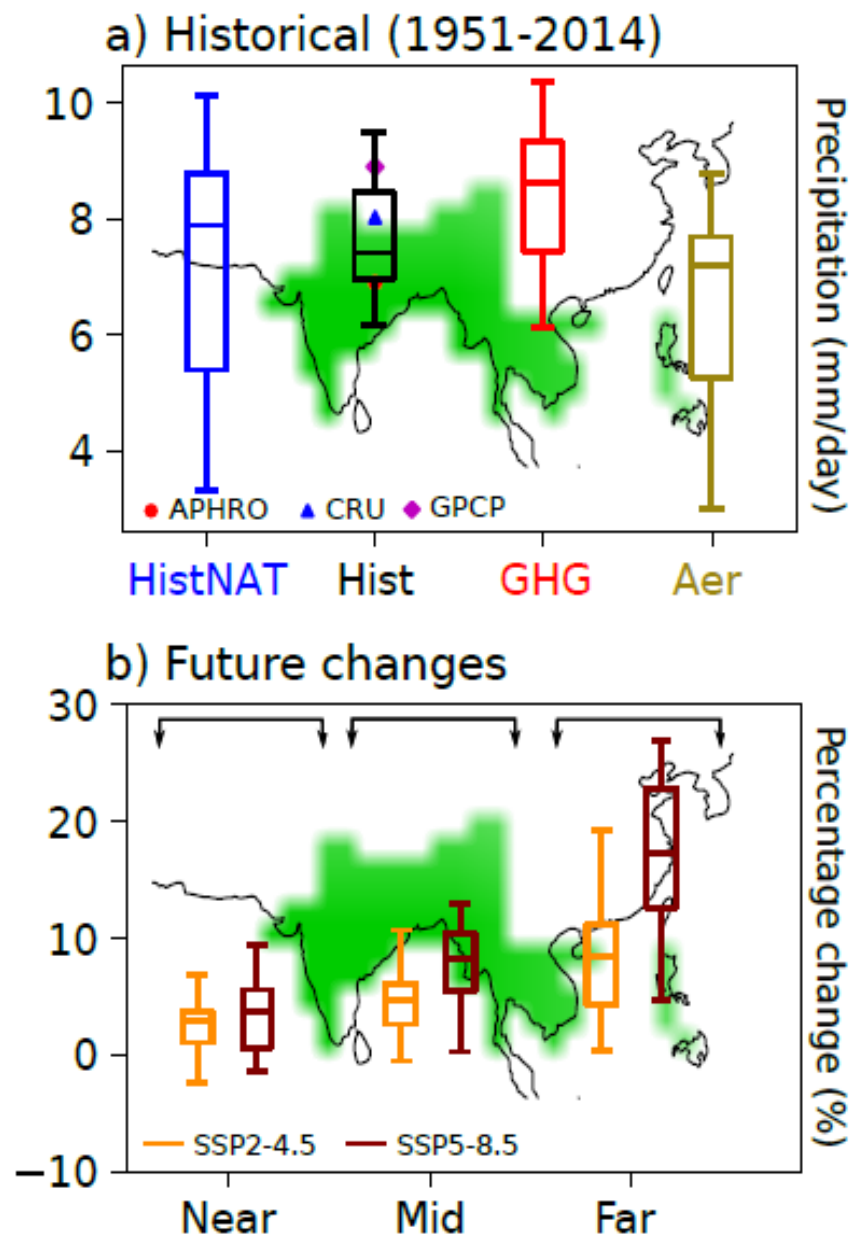 a) Historical (1951-2014)
10
8
6
4
Precipitation (mm/day)
APHRO CRU GPCP
HistNAT Hist GHG Aer
b) Future changes
30
20
10
0
−10
Percentage change (%)
SSP2-4.5 SSP5-8.5
Near Mid Far